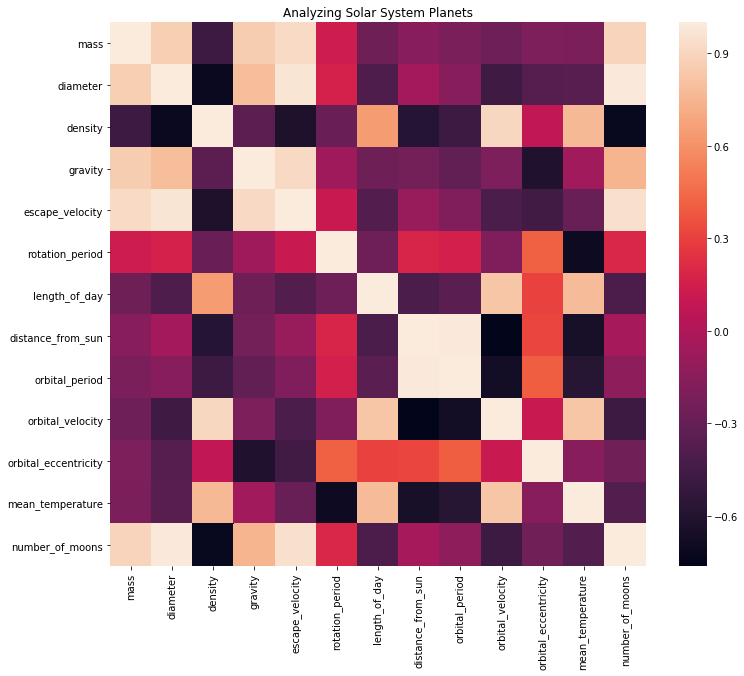 Analyzing Solar System Planets
mass
diameter
density
gravity
escape_velocity
rotation_period
length_of_day
distance_from_sun
orbital_period
orbital_velocity
orbital_eccentricity
mean_temperature
number_of_moons
mass
diameter
density
gravity
escape_velocity
rotation_period
length_of_day
distance_from_sun
orbital_period
orbital_velocity
orbital_eccentricity
mean_temperature
number_of_moons
0.9
0.6
0.3
0.0
−0.3
−0.6